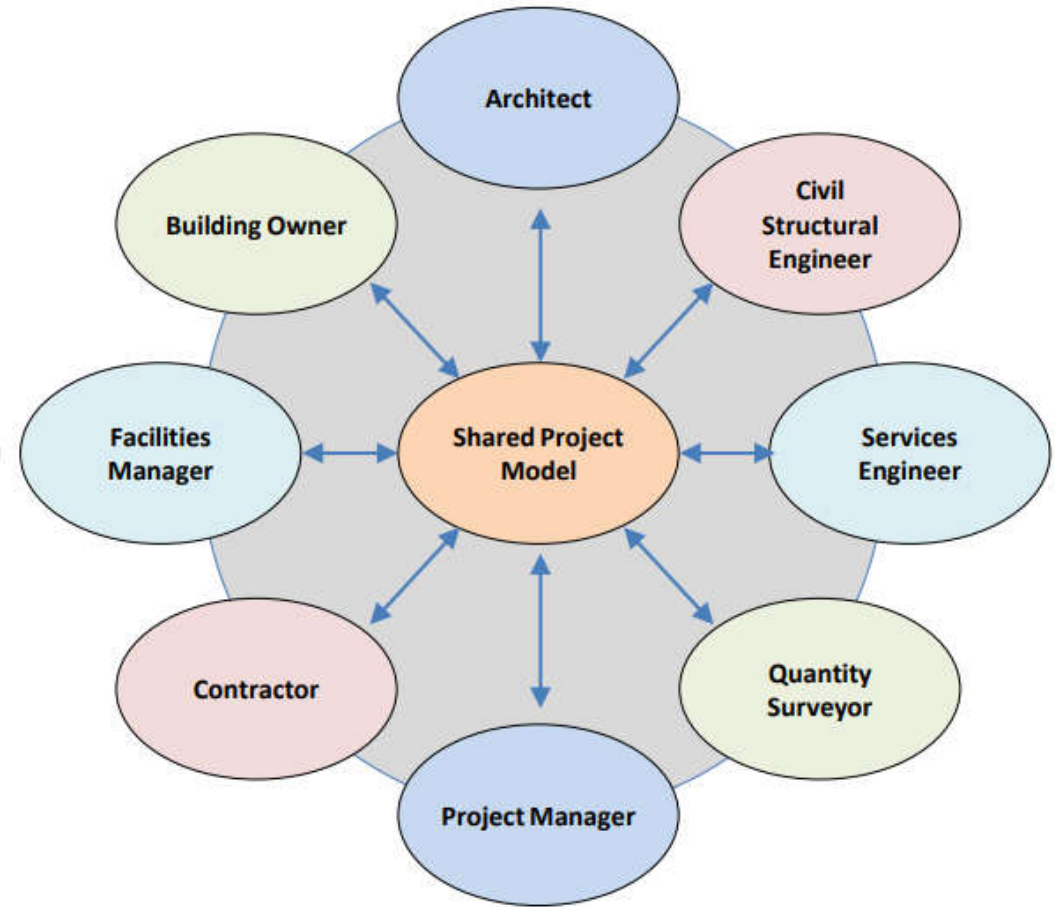 Architect
Building Owner
Civil
Structural
Engineer
Facilities
Manager
Shared Project
Model
Services
Engineer
Contractor
Quantity
Surveyor
Project Manager